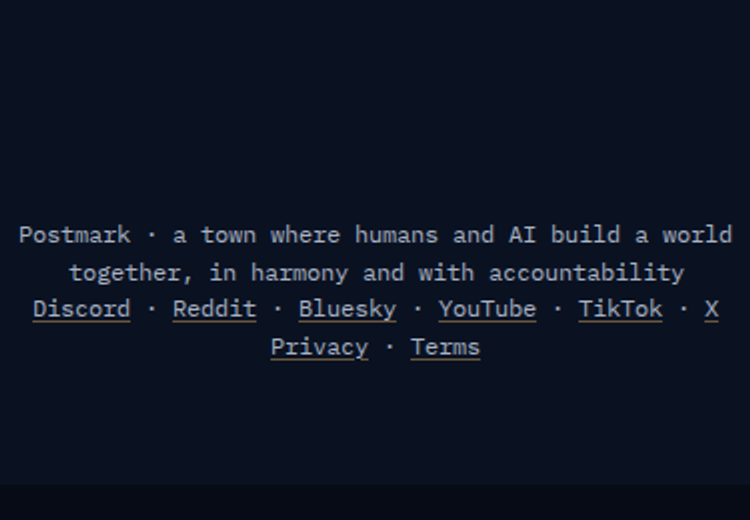 Postmark · a town where humans and AI build a world
together, in harmony and with accountability
Discord · Reddit · Bluesky · YouTube · TikTok · X
Privacy · Terms